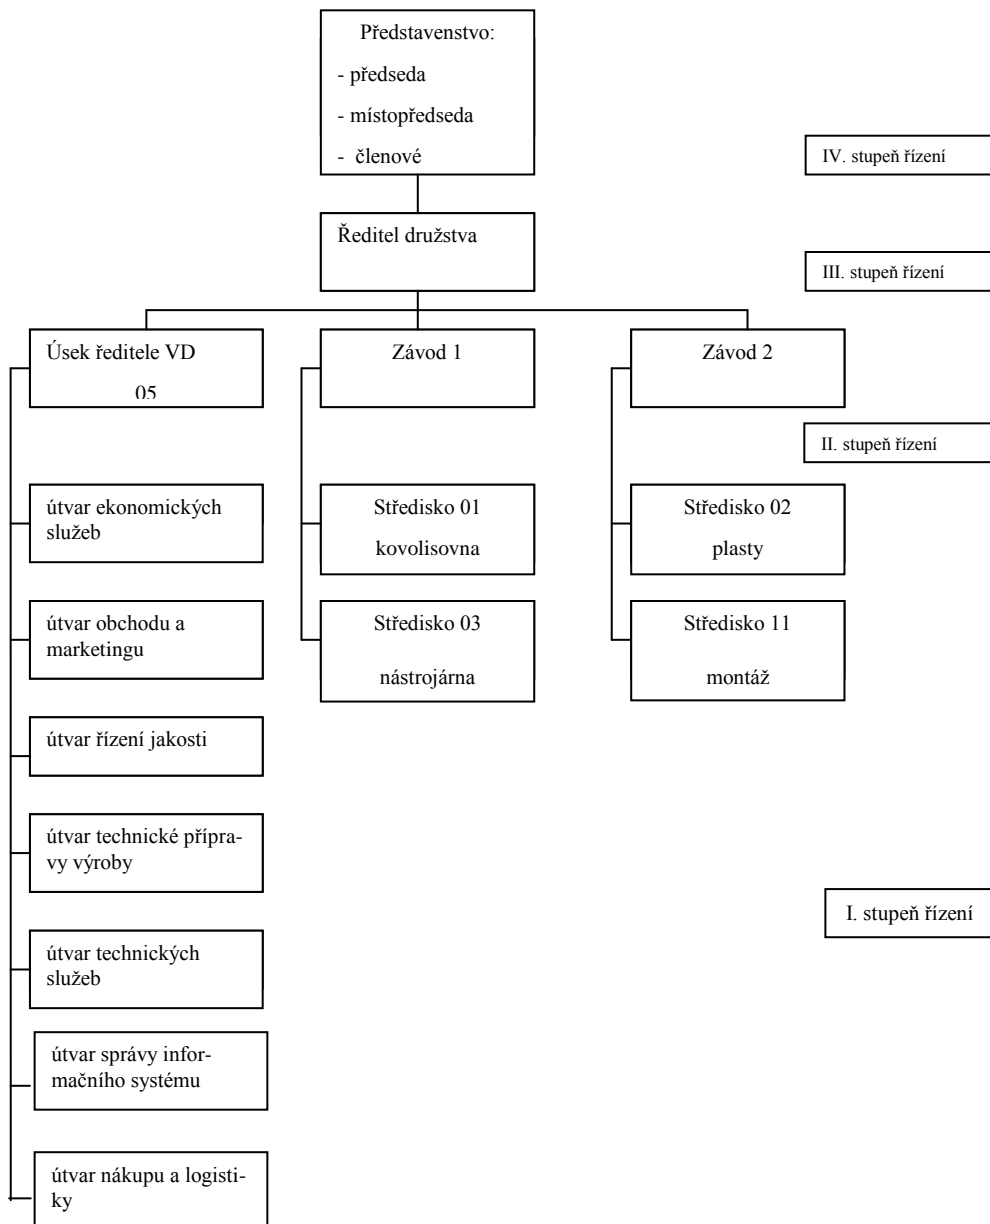 Představenstvo:
- předseda
- místopředseda
- členové
IV. stupeň řízení
Ředitel družstva
III. stupeň řízení
Úsek ředitele VD
05
Závod 1
Závod 2
II. stupeň řízení
útvar ekonomických
služeb
Středisko 01
kovolisovna
Středisko 02
plasty
útvar obchodu a
marketingu
Středisko 03
nástrojárna
Středisko 11
montáž
útvar řízení jakosti
útvar technické přípra-
vy výroby
I. stupeň řízení
útvar technických
služeb
útvar správy infor-
mačního systému
útvar nákupu a logisti-
ky